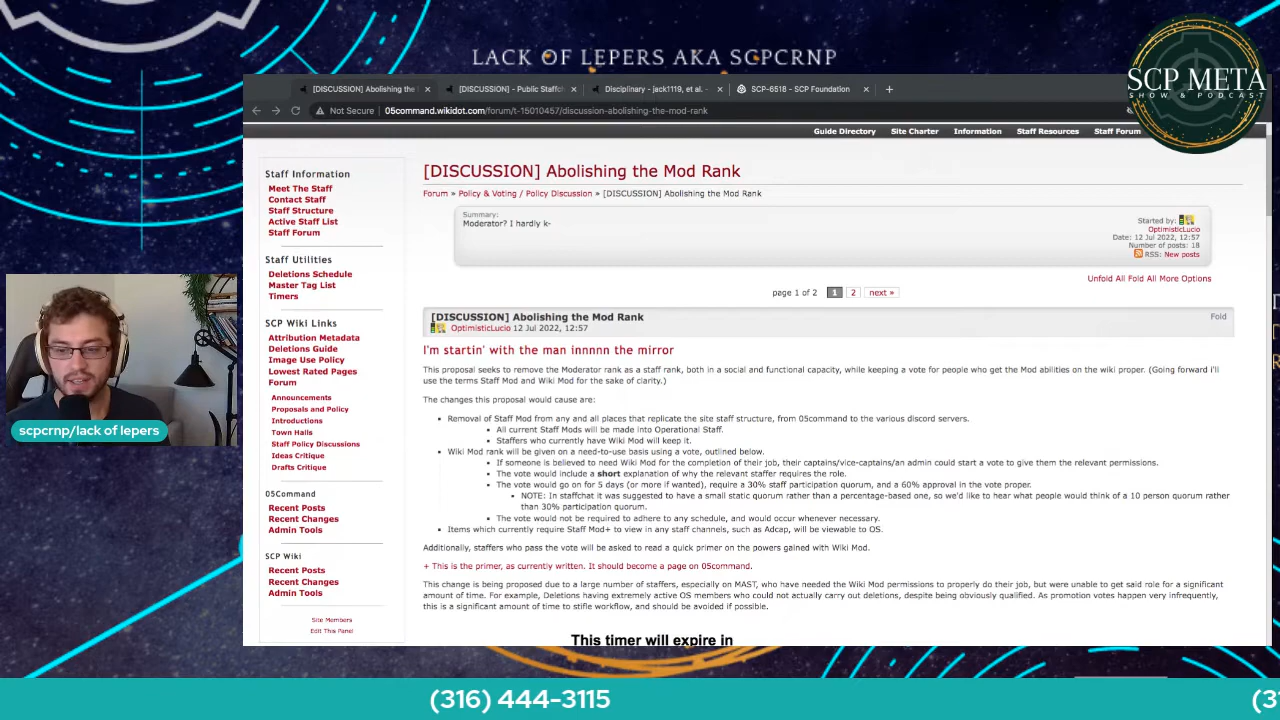 LACK OF LEPERS AKA SCPCRNP
SCP META
SHOW & PODCAST
[DISCUSSION] Abolishing the
[DISCUSSION] - Public Staffch
Disciplinary - jack1119, et al. -
SCP-6518 - SCP Foundation
Not Secure
05command.wikidot.com/forum/t-15010457/discussion-abolishing-the-mod-rank
Guide Directory
Site Charter
Information
Staff Resources
Staff Forum
Staff Information
Meet The Staff
Contact Staff
Staff Structure
Active Staff List
Staff Forum
Staff Utilities
Deletions Schedule
Master Tag List
Timers
SCP Wiki Links
Attribution Metadata
Deletions Guide
Image Use Policy
Lowest Rated Pages
Forum
Announcements
Proposals and Policy
Introductions
Town Halls
Staff Policy Discussions
Ideas Critique
Drafts Critique
05Command
Recent Posts
Recent Changes
Admin Tools
SCP Wiki
Recent Posts
Recent Changes
Admin Tools
Site Members
Edit This Panel
[DISCUSSION] Abolishing the Mod Rank
Forum » Policy & Voting / Policy Discussion » [DISCUSSION] Abolishing the Mod Rank
Summary:
Moderator? I hardly k-
Started by:
OptimisticLucio
Date: 12 Jul 2022, 12:57
Number of posts: 18
RSS: New posts
Unfold All Fold All More Options
page 1 of 2 1 2 next »
[DISCUSSION] Abolishing the Mod Rank
Fold
OptimisticLucio 12 Jul 2022, 12:57
I'm startin' with the man innnnn the mirror
This proposal seeks to remove the Moderator rank as a staff rank, both in a social and functional capacity, while keeping a vote for people who get the Mod abilities on the wiki proper. (Going forward i'll
use the terms Staff Mod and Wiki Mod for the sake of clarity.)
The changes this proposal would cause are:
Removal of Staff Mod from any and all places that replicate the site staff structure, from 05command to the various discord servers.
All current Staff Mods will be made into Operational Staff.
Staffers who currently have Wiki Mod will keep it.
Wiki Mod rank will be given on a need-to-use basis using a vote, outlined below.
If someone is believed to need Wiki Mod for the completion of their job, their captains/vice-captains/an admin could start a vote to give them the relevant permissions.
The vote would include a short explanation of why the relevant staffer requires the role.
The vote would go on for 5 days (or more if wanted), require a 30% staff participation quorum, and a 60% approval in the vote proper.
NOTE: In staffchat it was suggested to have a small static quorum rather than a percentage-based one, so we'd like to hear what people would think of a 10 person quorum rather
than 30% participation quorum.
The vote would not be required to adhere to any schedule, and would occur whenever necessary.
Items which currently require Staff Mod+ to view in any staff channels, such as Adcap, will be viewable to OS.
Additionally, staffers who pass the vote will be asked to read a quick primer on the powers gained with Wiki Mod.
+ This is the primer, as currently written. It should become a page on 05command.
This change is being proposed due to a large number of staffers, especially on MAST, who have needed the Wiki Mod permissions to properly do their job, but were unable to get said role for a significant
amount of time. For example, Deletions having extremely active OS members who could not actually carry out deletions, despite being obviously qualified. As promotion votes happen very infrequently,
this is a significant amount of time to stifle workflow, and should be avoided if possible.
This timer will expire in
scpcrnp/lack of lepers
(316) 444-3115
(3